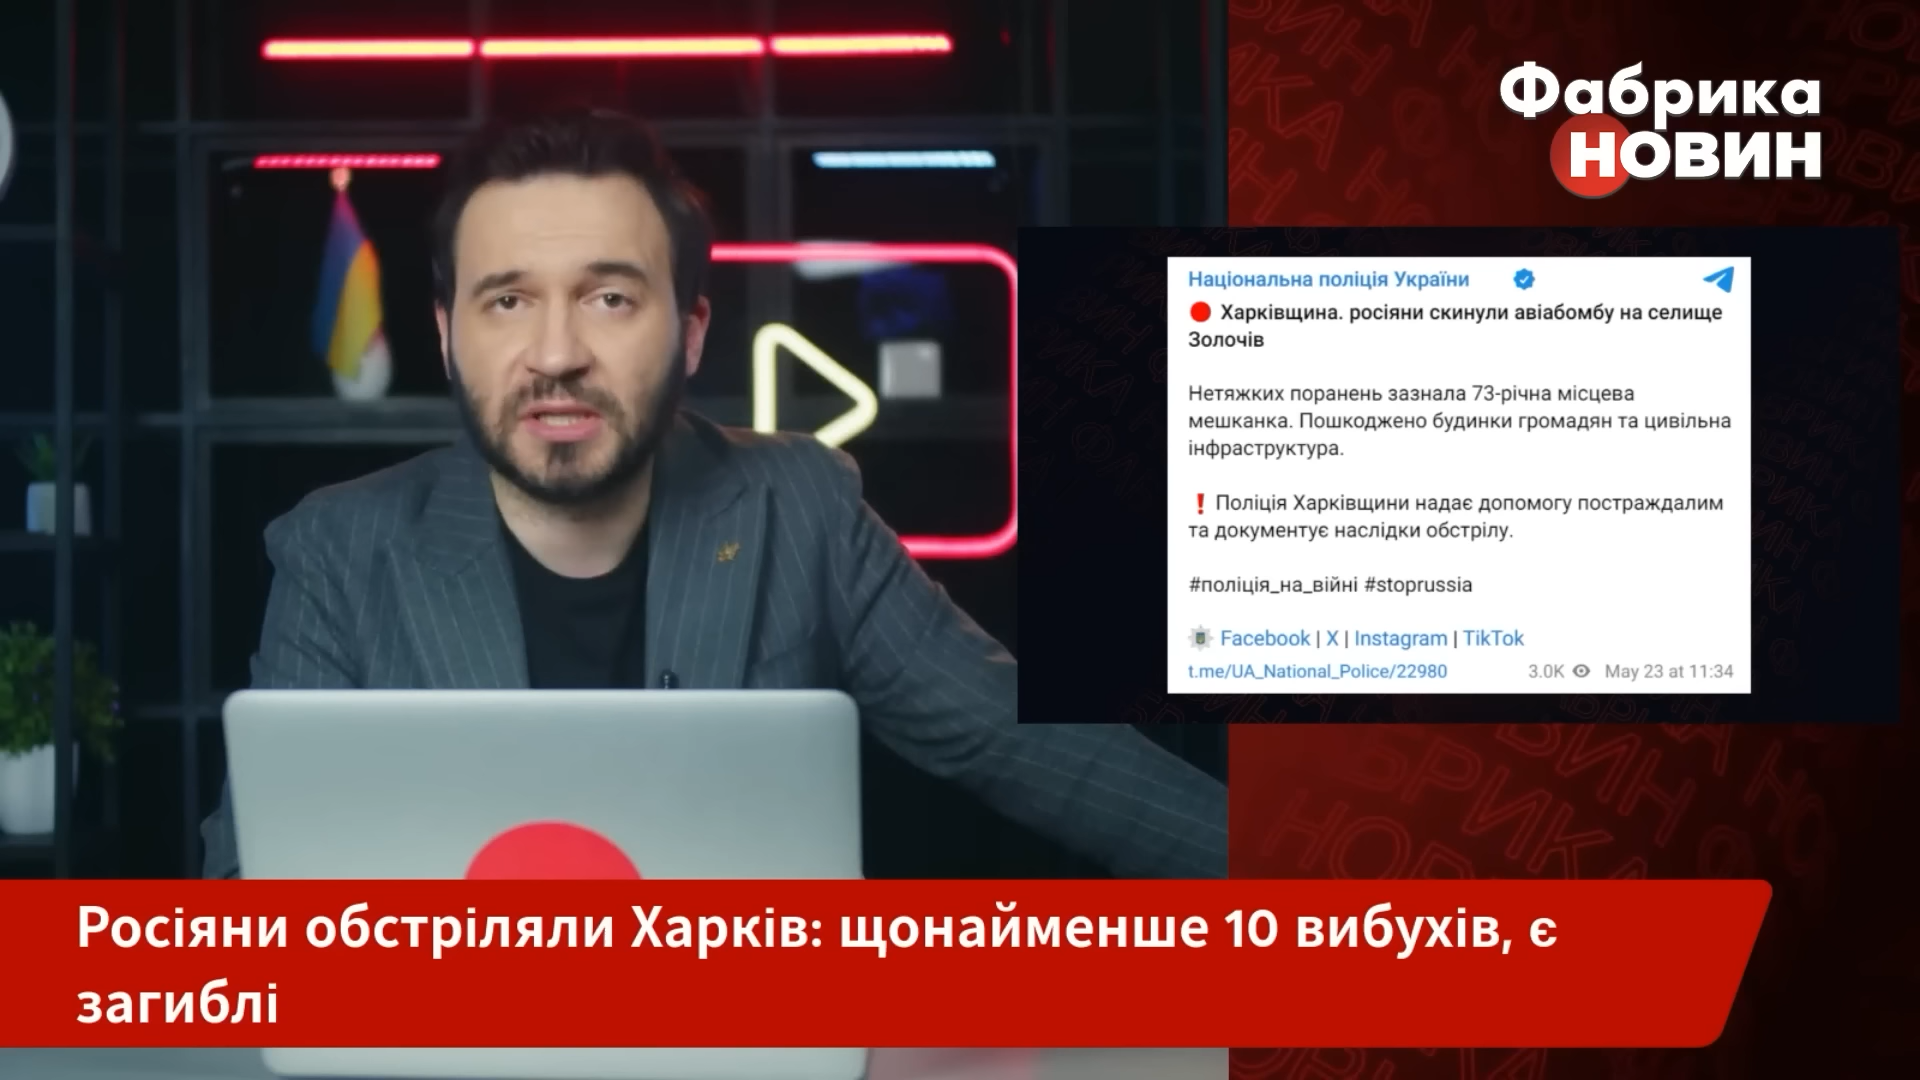 Фабрика
НОВИН
Національна поліція України
Харківщина. росіяни скинули авіабомбу на селище
Золочів
Нетяжких поранень зазнала 73-річна місцева
мешканка. Пошкоджено будинки громадян та цивільна
інфраструктура.
❗ Поліція Харківщини надає допомогу постраждалим
та документує наслідки обстрілу.
#поліція_на_війні #stoprussia
Facebook | X | Instagram | TikTok
t.me/UA_National_Police/22980 3.0K May 23 at 11:34
Росіяни обстріляли Харків: щонайменше 10 вибухів, є
загиблі